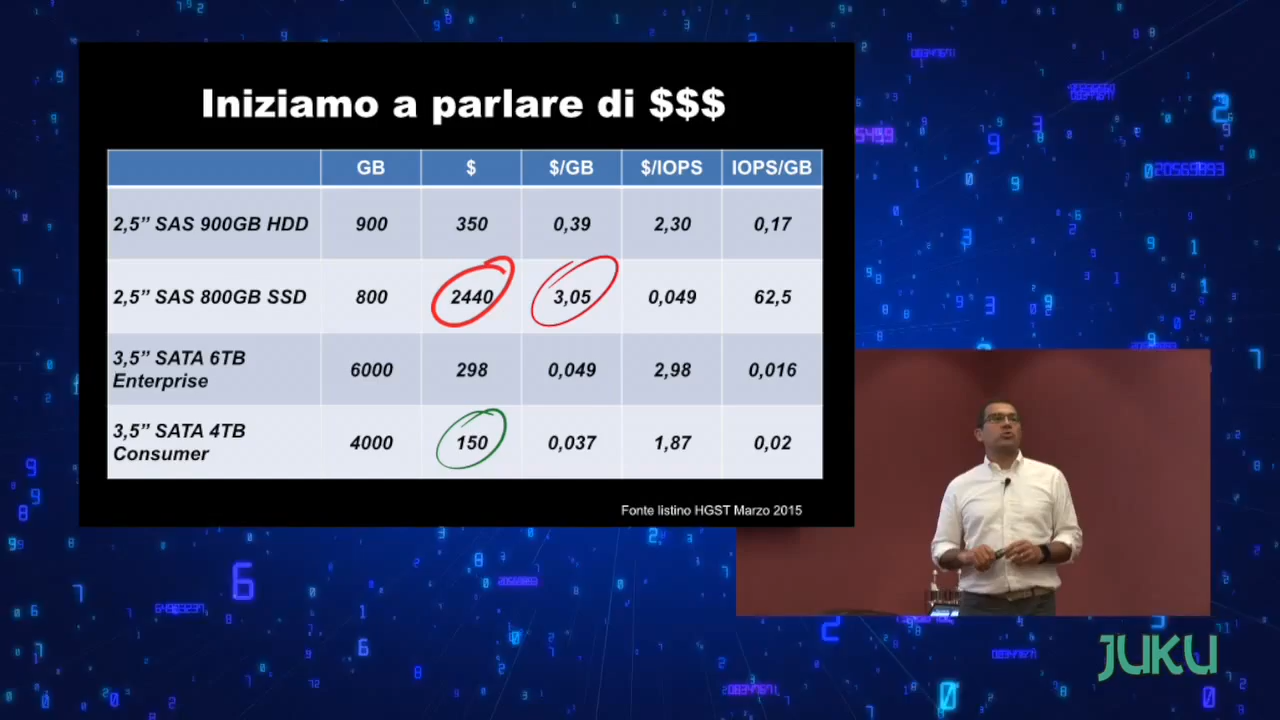 Iniziamo a parlare di $$$
GB $ $/GB $/IOPS IOPS/GB
2,5” SAS 900GB HDD 900 350 0,39 2,30 0,17
2,5” SAS 800GB SSD 800 2440 3,05 0,049 62,5
3,5” SATA 6TB
Enterprise 6000 298 0,049 2,98 0,016
3,5” SATA 4TB
Consumer 4000 150 0,037 1,87 0,02
Fonte listino HGST Marzo 2015
20569893
JUKU